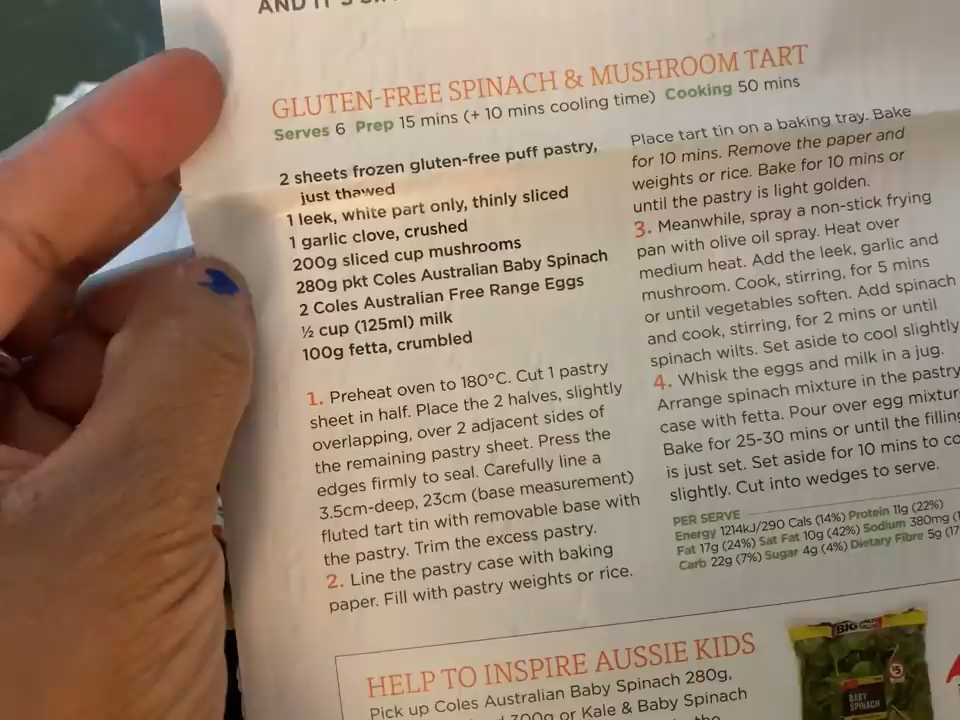 AND IT'S
GLUTEN-FREE SPINACH & MUSHROOM TART
Serves 6 Prep 15 mins (+ 10 mins cooling time) Cooking 50 mins
2 sheets frozen gluten-free puff pastry,
just thawed
1 leek, white part only, thinly sliced
1 garlic clove, crushed
200g sliced cup mushrooms
280g pkt Coles Australian Baby Spinach
2 Coles Australian Free Range Eggs
½ cup (125ml) milk
100g fetta, crumbled
1. Preheat oven to 180°C. Cut 1 pastry
sheet in half. Place the 2 halves, slightly
overlapping, over 2 adjacent sides of
the remaining pastry sheet. Press the
edges firmly to seal. Carefully line a
3.5cm-deep, 23cm (base measurement)
fluted tart tin with removable base with
the pastry. Trim the excess pastry.
2. Line the pastry case with baking
paper. Fill with pastry weights or rice.
Place tart tin on a baking tray. Bake
for 10 mins. Remove the paper and
weights or rice. Bake for 10 mins or
until the pastry is light golden.
3. Meanwhile, spray a non-stick frying
pan with olive oil spray. Heat over
medium heat. Add the leek, garlic and
mushroom. Cook, stirring, for 5 mins
or until vegetables soften. Add spinach
and cook, stirring, for 2 mins or until
spinach wilts. Set aside to cool slightly
4. Whisk the eggs and milk in a jug.
Arrange spinach mixture in the pastry
case with fetta. Pour over egg mixtur
Bake for 25-30 mins or until the filling
is just set. Set aside for 10 mins to co
slightly. Cut into wedges to serve.
PER SERVE
Energy 1214kJ/290 Cals (14%) Protein 11g (22%)
Fat 17g (24%) Sat Fat 10g (42%) Sodium 380mg (1
Carb 22g (7%) Sugar 4g (4%) Dietary Fibre 5g (17
HELP TO INSPIRE AUSSIE KIDS
Pick up Coles Australian Baby Spinach 280g,
300g or Kale & Baby Spinach
the
BIG
$5
BABY
SPINACH